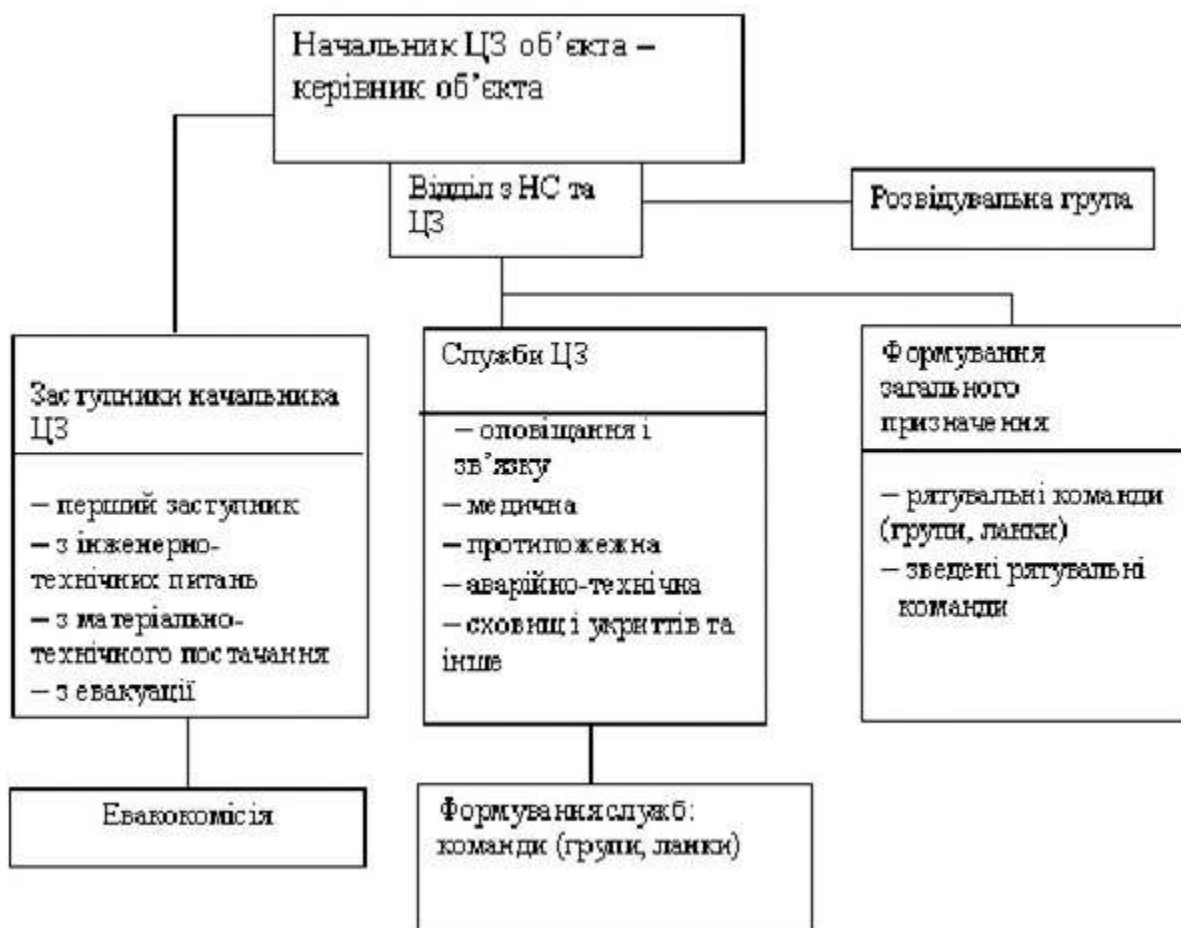 Начальник ЦЗ об’єкта –
керівник об’єкта
Відділ з НС та
ЦЗ
Розвідувальна група
Заступники начальника
ЦЗ
– перший заступник
– з інженерно-
технічних питань
– з матеріально-
технічного постачання
– з евакуації
Евакокомісія
Служби ЦЗ
– оповіщання і
зв’язку
– медична
– протипожежна
– аварійно-технічна
– сховищ і укриттів та
інше
Формування служб:
команди (групи, ланки)
Формування
загального
призначення
– рятувальні команди
(групи, ланки)
– зведені рятувальні
команди